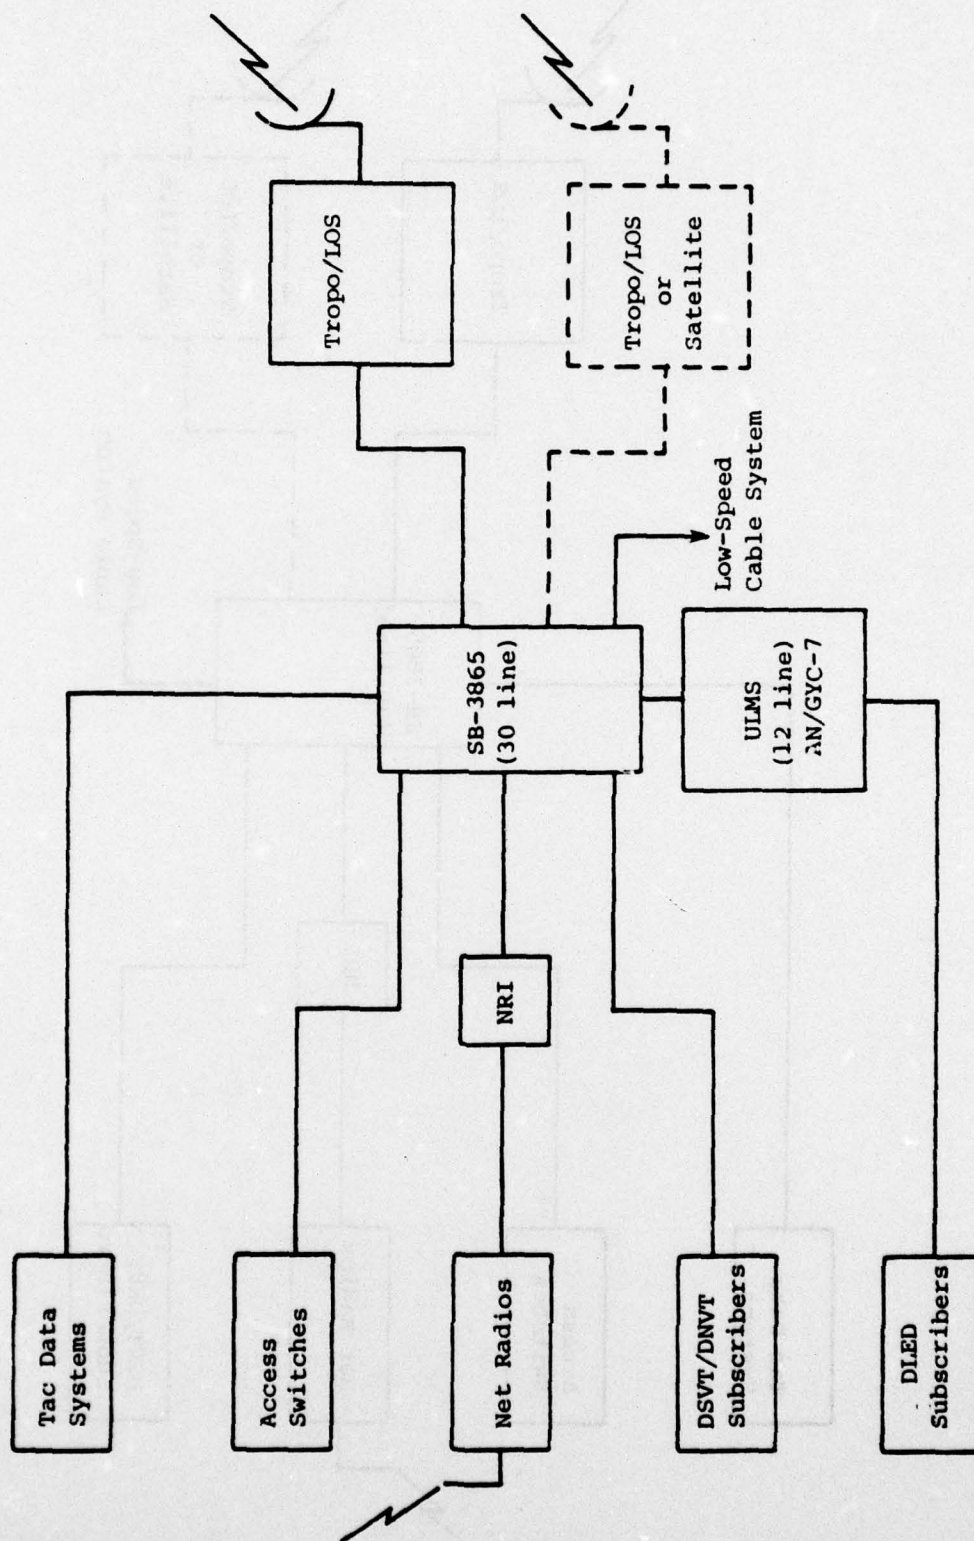 Tac Data
Systems
Access
Switches
Net Radios
DSVT/DNVT
Subscribers
DLED
Subscribers
NRI
SB-3865
(30 line)
ULMS
(12 line)
AN/GYC-7
Low-Speed
Cable System
Tropo/LOS
Tropo/LOS
or
Satellite